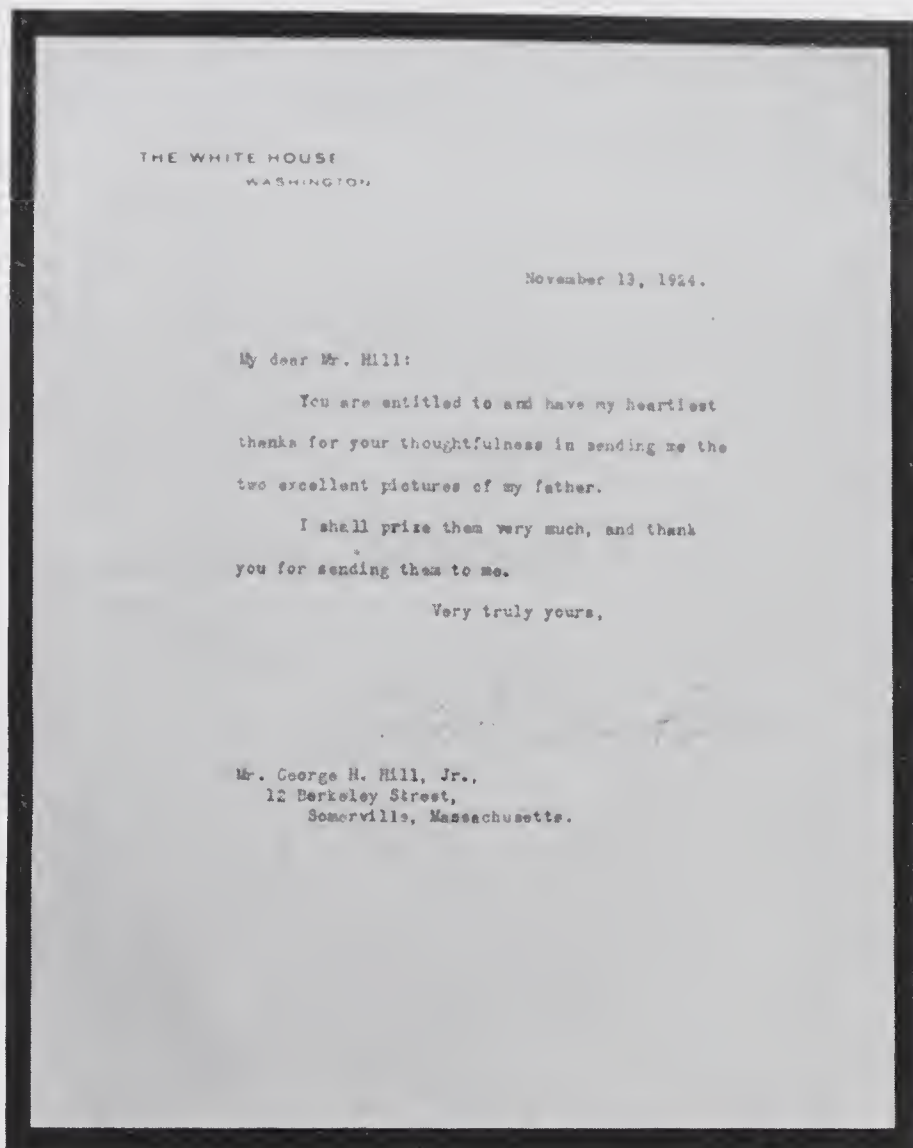 THE WHITE HOUSE
WASHINGTON
November 13, 1924.
My dear Mr. Hill:
You are entitled to and have my heartiest
thanks for your thoughtfulness in sending me the
two excellent pictures of my father.
I shall prize them very much, and thank
you for sending them to me.
Very truly yours,
Mr. George H. Hill, Jr.,
12 Berkeley Street,
Somerville, Massachusetts.